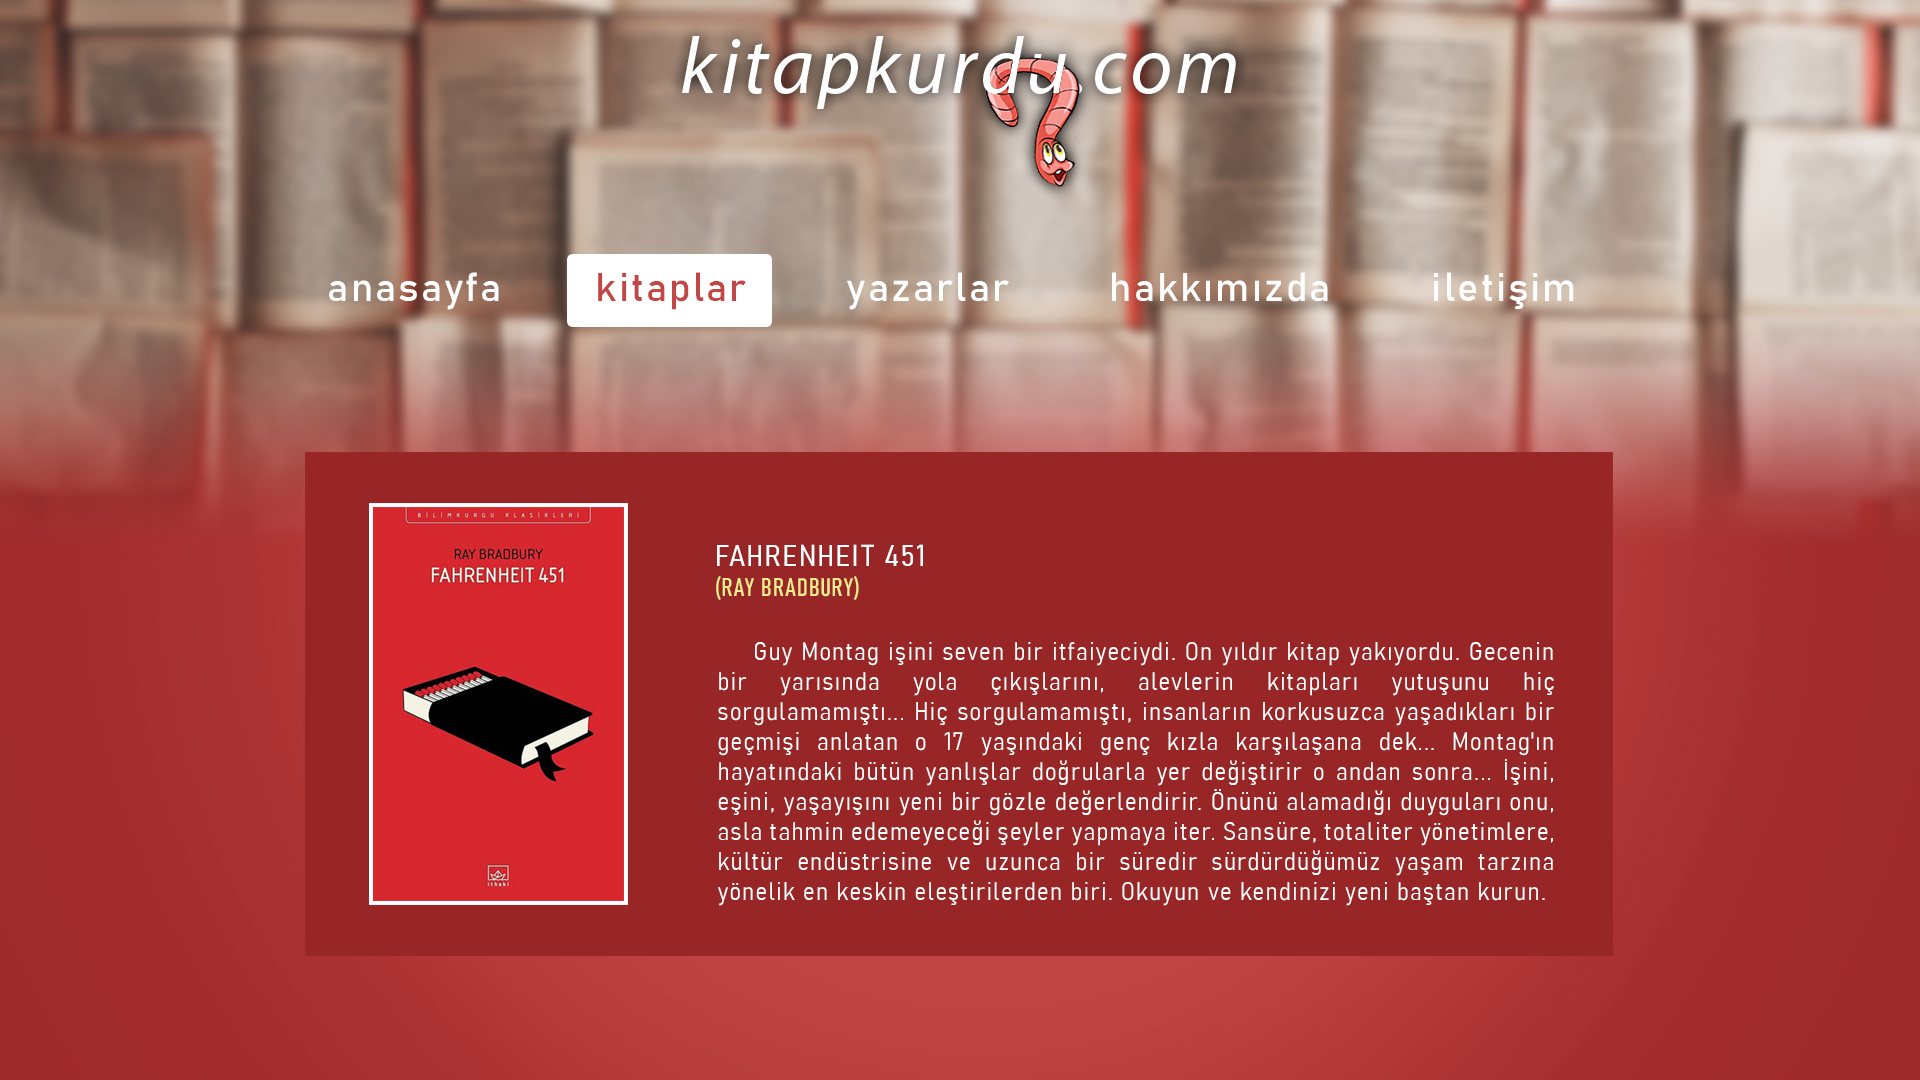 kitapkurdu.com
anasayfa
kitaplar
yazarlar
hakkımızda
iletişim
BİLİMKURGU KLASİKLERİ
RAY BRADBURY
FAHRENHEIT 451
ithaki
FAHRENHEIT 451
(RAY BRADBURY)
Guy Montag işini seven bir itfaiyeciydi. On yıldır kitap yakıyordu. Gecenin
bir yarısında yola çıkışlarını, alevlerin kitapları yutuşunu hiç
sorgulamamıştı... Hiç sorgulamamıştı, insanların korkusuzca yaşadıkları bir
geçmişi anlatan o 17 yaşındaki genç kızla karşılaşana dek... Montag'ın
hayatındaki bütün yanlışlar doğrularla yer değiştirir o andan sonra... İşini,
eşini, yaşayışını yeni bir gözle değerlendirir. Önünü alamadığı duyguları onu,
asla tahmin edemeyeceği şeyler yapmaya iter. Sansüre, totaliter yönetimlere,
kültür endüstrisine ve uzunca bir süredir sürdürdüğümüz yaşam tarzına
yönelik en keskin eleştirilerden biri. Okuyun ve kendinizi yeni baştan kurun.